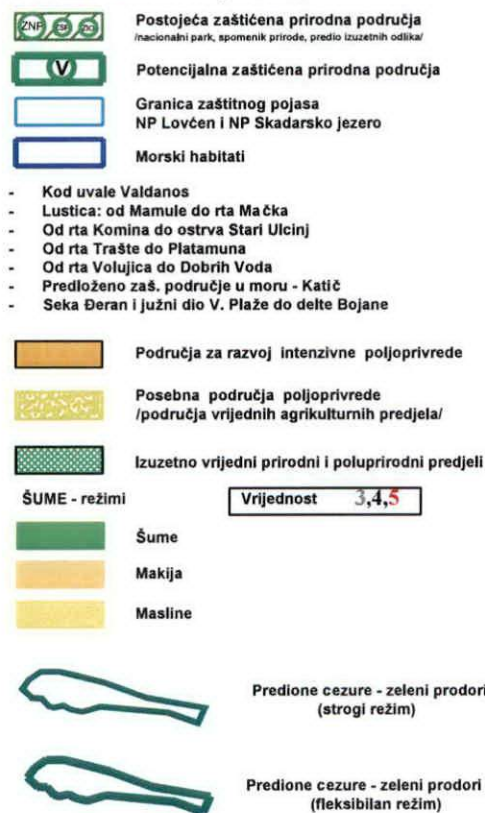 ZNP
Postojeća zaštićena prirodna područja
/nacionalni park, spomenik prirode, predio izuzetnih odlika/
V
Potencijalna zaštićena prirodna područja
Granica zaštitnog pojasa
NP Lovćen i NP Skadarsko jezero
Morski habitati
- Kod uvale Valdanos
- Lustica: od Mamule do rta Mačka
- Od rta Komina do ostrva Stari Ulcinj
- Od rta Trašte do Platamuna
- Od rta Volujica do Dobrih Voda
- Predloženo zaš. područje u moru - Katič
- Seka Đeran i južni dio V. Plaže do delte Bojane
Područja za razvoj intenzivne poljoprivrede
Posebna područja poljoprivrede
/područja vrijednih agrikulturnih predjela/
Izuzetno vrijedni prirodni i poluprirodni predjeli
ŠUME - režimi
Vrijednost 3,4,5
Šume
Makija
Masline
Predione cezure - zeleni prodori
(strogi režim)
Predione cezure - zeleni prodori
(fleksibilan režim)